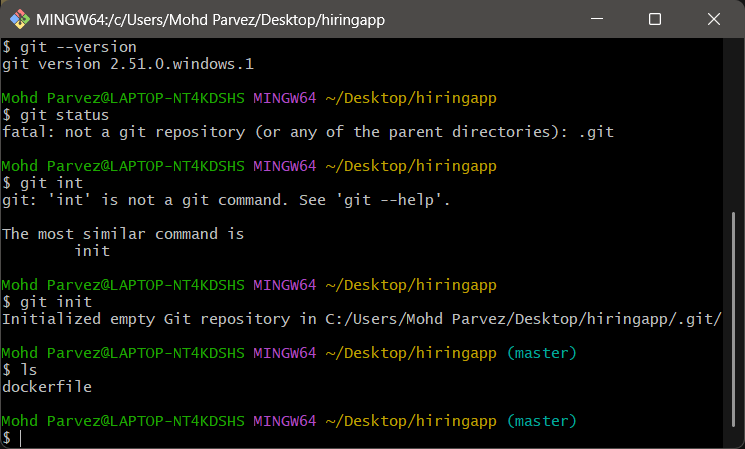 MINGW64:/c/Users/Mohd Parvez/Desktop/hiringapp
$ git --version
git version 2.51.0.windows.1
Mohd Parvez@LAPTOP-NT4KDSHS MINGW64 ~/Desktop/hiringapp
$ git status
fatal: not a git repository (or any of the parent directories): .git
Mohd Parvez@LAPTOP-NT4KDSHS MINGW64 ~/Desktop/hiringapp
$ git int
git: 'int' is not a git command. See 'git --help'.
The most similar command is
        init
Mohd Parvez@LAPTOP-NT4KDSHS MINGW64 ~/Desktop/hiringapp
$ git init
Initialized empty Git repository in C:/Users/Mohd Parvez/Desktop/hiringapp/.git/
Mohd Parvez@LAPTOP-NT4KDSHS MINGW64 ~/Desktop/hiringapp (master)
$ ls
dockerfile
Mohd Parvez@LAPTOP-NT4KDSHS MINGW64 ~/Desktop/hiringapp (master)
$